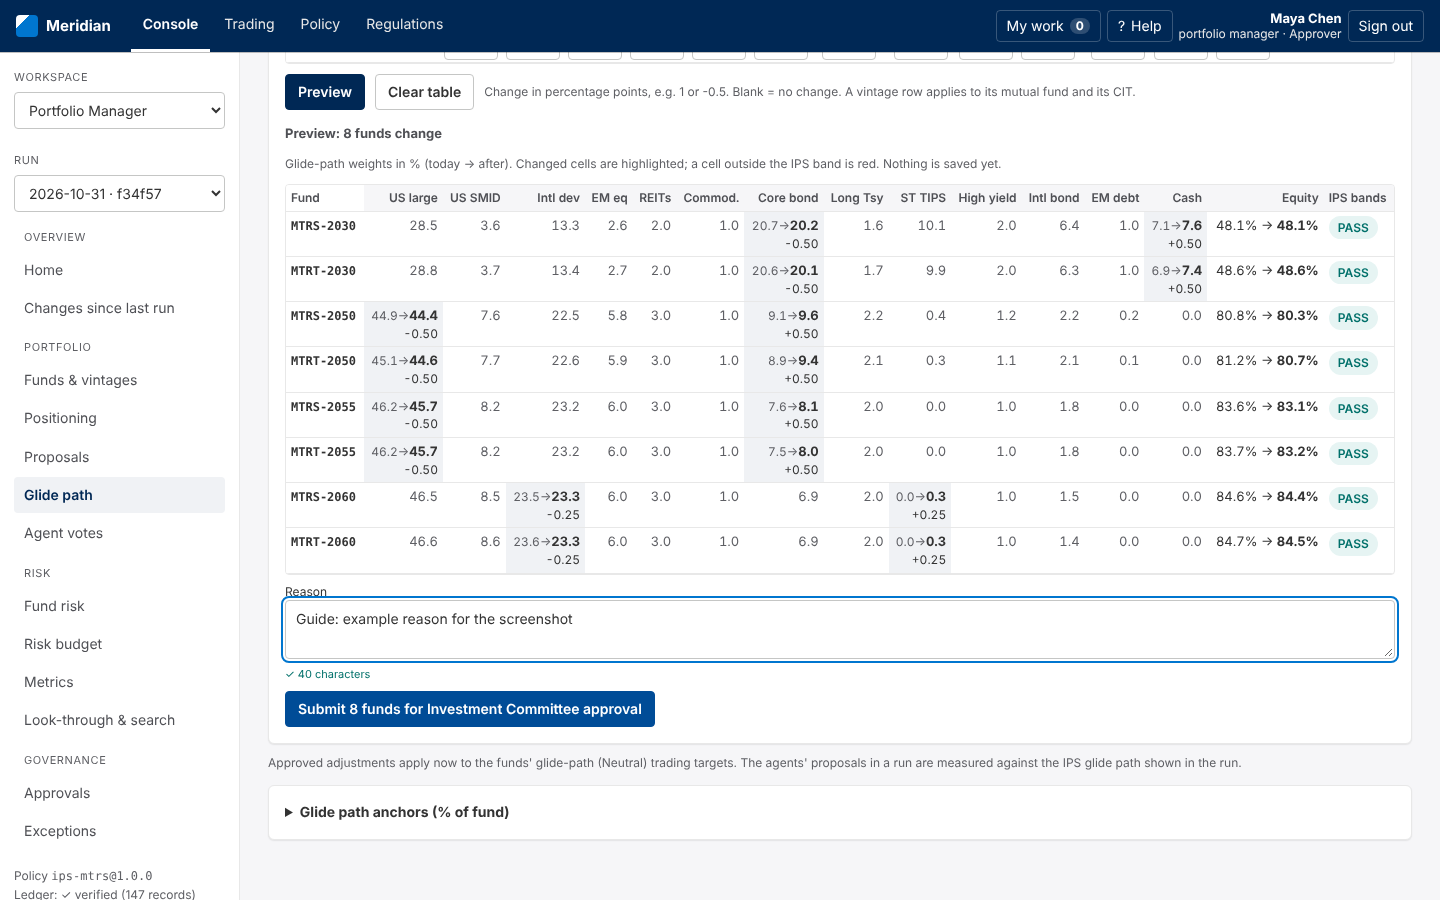 Meridian Console Trading Policy Regulations My work 0 ? Help Maya Chen portfolio manager · Approver Sign out
WORKSPACE
Portfolio Manager
RUN
2026-10-31 · f34f57
OVERVIEW
Home
Changes since last run
PORTFOLIO
Funds & vintages
Positioning
Proposals
Glide path
Agent votes
RISK
Fund risk
Risk budget
Metrics
Look-through & search
GOVERNANCE
Approvals
Exceptions
Policy ips-mtrs@1.0.0
Ledger: ✓ verified (147 records)
Preview Clear table Change in percentage points, e.g. 1 or -0.5. Blank = no change. A vintage row applies to its mutual fund and its CIT.
Preview: 8 funds change
Glide-path weights in % (today → after). Changed cells are highlighted; a cell outside the IPS band is red. Nothing is saved yet.
Fund US large US SMID Intl dev EM eq REITs Commod. Core bond Long Tsy ST TIPS High yield Intl bond EM debt Cash Equity IPS bands
MTRS-2030 28.5 3.6 13.3 2.6 2.0 1.0 20.7→20.2 1.6 10.1 2.0 6.4 1.0 7.1→7.6 48.1% → 48.1% PASS
-0.50 +0.50
MTRT-2030 28.8 3.7 13.4 2.7 2.0 1.0 20.6→20.1 1.7 9.9 2.0 6.3 1.0 6.9→7.4 48.6% → 48.6% PASS
-0.50 +0.50
MTRS-2050 44.9→44.4 7.6 22.5 5.8 3.0 1.0 9.1→9.6 2.2 0.4 1.2 2.2 0.2 0.0 80.8% → 80.3% PASS
-0.50 +0.50
MTRT-2050 45.1→44.6 7.7 22.6 5.9 3.0 1.0 8.9→9.4 2.1 0.3 1.1 2.1 0.1 0.0 81.2% → 80.7% PASS
-0.50 +0.50
MTRS-2055 46.2→45.7 8.2 23.2 6.0 3.0 1.0 7.6→8.1 2.0 0.0 1.0 1.8 0.0 0.0 83.6% → 83.1% PASS
-0.50 +0.50
MTRT-2055 46.2→45.7 8.2 23.2 6.0 3.0 1.0 7.5→8.0 2.0 0.0 1.0 1.8 0.0 0.0 83.7% → 83.2% PASS
-0.50 +0.50
MTRS-2060 46.5 8.5 23.5→23.3 6.0 3.0 1.0 6.9 2.0 0.0→0.3 1.0 1.5 0.0 0.0 84.6% → 84.4% PASS
-0.25 +0.25
MTRT-2060 46.6 8.6 23.6→23.3 6.0 3.0 1.0 6.9 2.0 0.0→0.3 1.0 1.4 0.0 0.0 84.7% → 84.5% PASS
-0.25 +0.25
Reason
Guide: example reason for the screenshot
✓ 40 characters
Submit 8 funds for Investment Committee approval
Approved adjustments apply now to the funds' glide-path (Neutral) trading targets. The agents' proposals in a run are measured against the IPS glide path shown in the run.
Glide path anchors (% of fund)